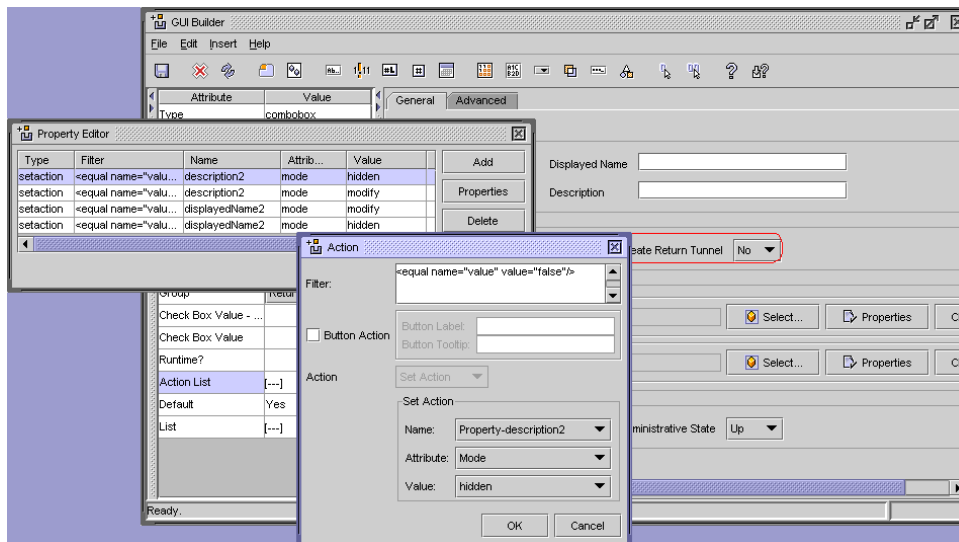 GUI Builder
File Edit Insert Help
Attribute Value
General Advanced
Type combobox
Property Editor
Type Filter Name Attrib... Value
setaction <equal name="valu... description2 mode hidden
setaction <equal name="valu... description2 mode modify
setaction <equal name="valu... displayedName2 mode modify
setaction <equal name="valu... displayedName2 mode hidden
Add
Properties
Delete
Displayed Name
Description
eate Return Tunnel No
Action
Filter:
<equal name="value" value="false"/>
Button Action
Button Label:
Button Tooltip:
Action Set Action
Set Action
Name: Property-description2
Attribute: Mode
Value: hidden
OK Cancel
Group
Check Box Value - ...
Check Box Value
Runtime?
Action List [---]
Default Yes
List [---]
Select... Properties
Select... Properties
ministrative State Up
Ready.